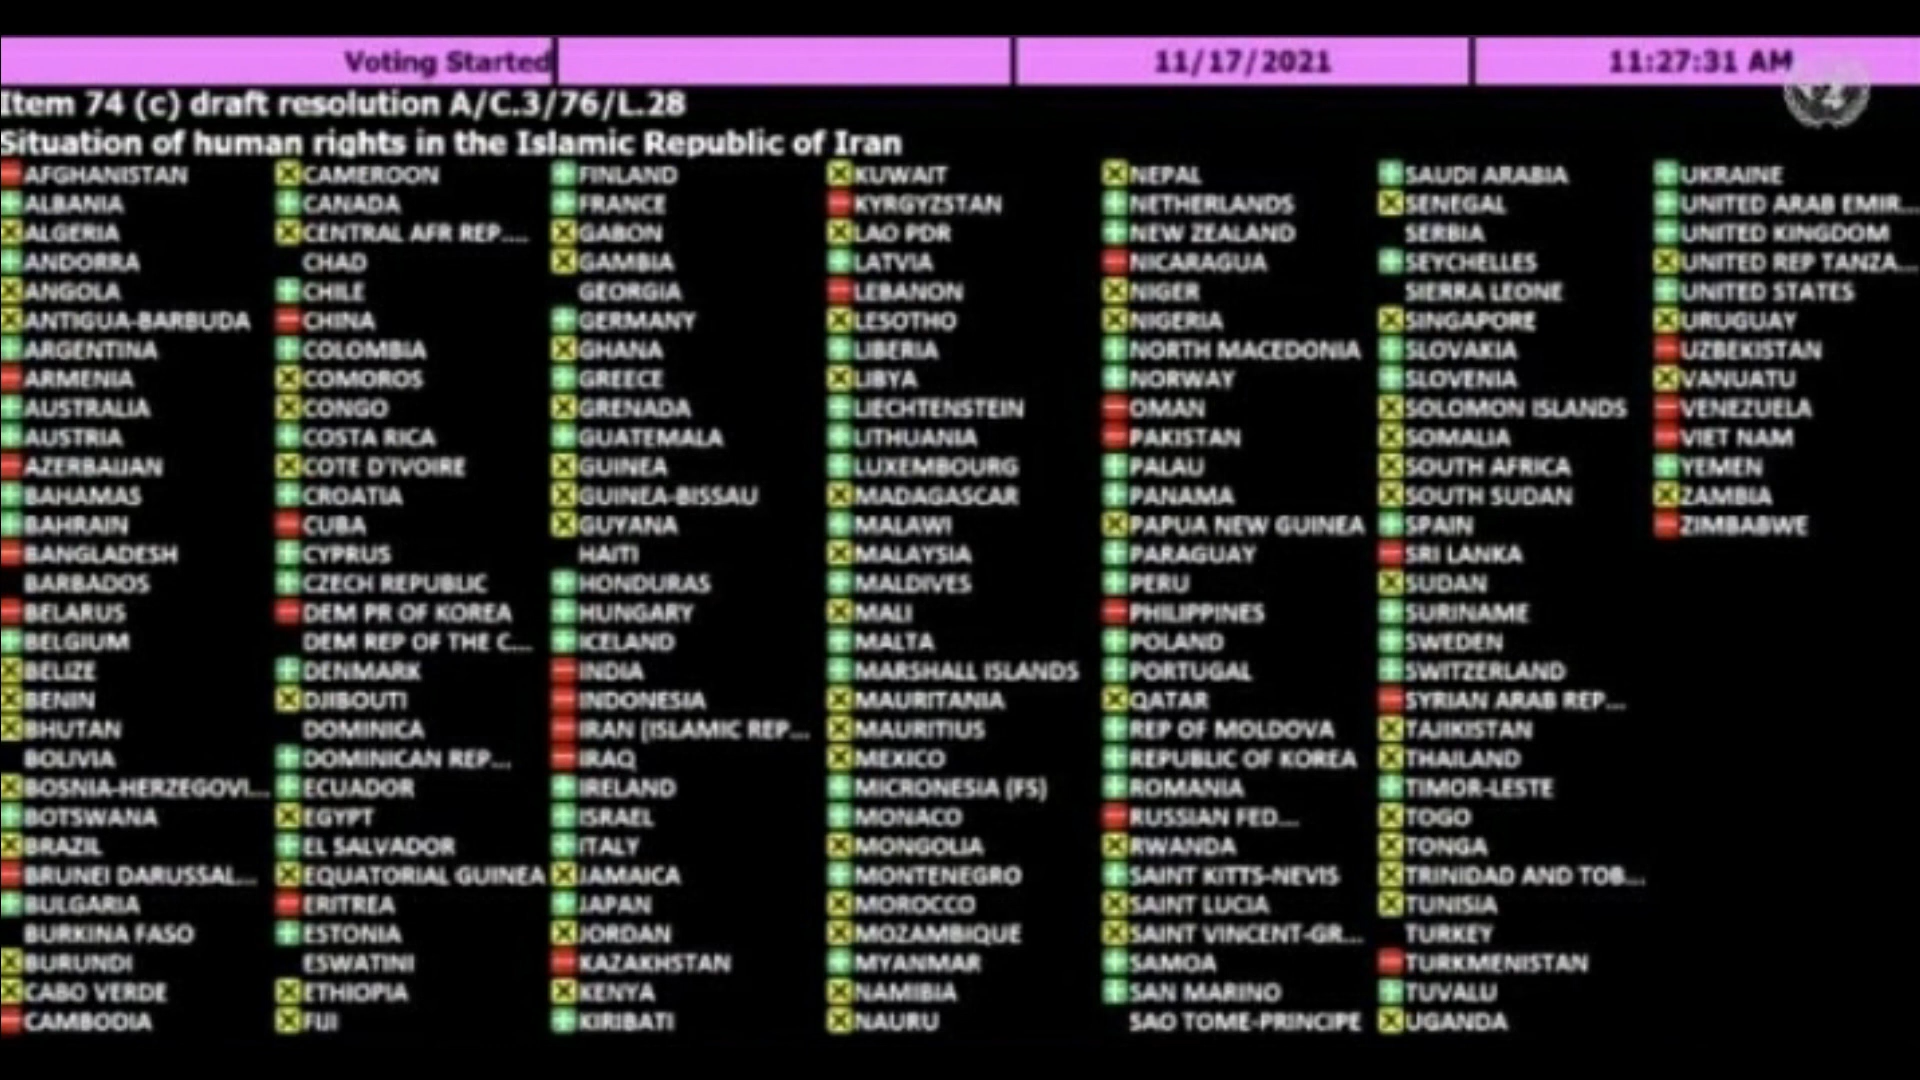 Voting Started 11/17/2021 11:27:31 AM
Item 74 (c) draft resolution A/C.3/76/L.28
Situation of human rights in the Islamic Republic of Iran
AFGHANISTAN
ALBANIA
ALGERIA
ANDORRA
ANGOLA
ANTIGUA-BARBUDA
ARGENTINA
ARMENIA
AUSTRALIA
AUSTRIA
AZERBAIJAN
BAHAMAS
BAHRAIN
BANGLADESH
BARBADOS
BELARUS
BELGIUM
BELIZE
BENIN
BHUTAN
BOLIVIA
BOSNIA-HERZEGOVI...
BOTSWANA
BRAZIL
BRUNEI DARUSSAL...
BULGARIA
BURKINA FASO
BURUNDI
CABO VERDE
CAMBODIA
CAMEROON
CANADA
CENTRAL AFR REP....
CHAD
CHILE
CHINA
COLOMBIA
COMOROS
CONGO
COSTA RICA
COTE D'IVOIRE
CROATIA
CUBA
CYPRUS
CZECH REPUBLIC
DEM PR OF KOREA
DEM REP OF THE C...
DENMARK
DJIBOUTI
DOMINICA
DOMINICAN REP...
ECUADOR
EGYPT
EL SALVADOR
EQUATORIAL GUINEA
ERITREA
ESTONIA
ESWATINI
ETHIOPIA
FIJI
FINLAND
FRANCE
GABON
GAMBIA
GEORGIA
GERMANY
GHANA
GREECE
GRENADA
GUATEMALA
GUINEA
GUINEA-BISSAU
GUYANA
HAITI
HONDURAS
HUNGARY
ICELAND
INDIA
INDONESIA
IRAN (ISLAMIC REP...
IRAQ
IRELAND
ISRAEL
ITALY
JAMAICA
JAPAN
JORDAN
KAZAKHSTAN
KENYA
KIRIBATI
KUWAIT
KYRGYZSTAN
LAO PDR
LATVIA
LEBANON
LESOTHO
LIBERIA
LIBYA
LIECHTENSTEIN
LITHUANIA
LUXEMBOURG
MADAGASCAR
MALAWI
MALAYSIA
MALDIVES
MALI
MALTA
MARSHALL ISLANDS
MAURITANIA
MAURITIUS
MEXICO
MICRONESIA (FS)
MONACO
MONGOLIA
MONTENEGRO
MOROCCO
MOZAMBIQUE
MYANMAR
NAMIBIA
NAURU
NEPAL
NETHERLANDS
NEW ZEALAND
NICARAGUA
NIGER
NIGERIA
NORTH MACEDONIA
NORWAY
OMAN
PAKISTAN
PALAU
PANAMA
PAPUA NEW GUINEA
PARAGUAY
PERU
PHILIPPINES
POLAND
PORTUGAL
QATAR
REP OF MOLDOVA
REPUBLIC OF KOREA
ROMANIA
RUSSIAN FED...
RWANDA
SAINT KITTS-NEVIS
SAINT LUCIA
SAINT VINCENT-GR...
SAMOA
SAN MARINO
SAO TOME-PRINCIPE
SAUDI ARABIA
SENEGAL
SERBIA
SEYCHELLES
SIERRA LEONE
SINGAPORE
SLOVAKIA
SLOVENIA
SOLOMON ISLANDS
SOMALIA
SOUTH AFRICA
SOUTH SUDAN
SPAIN
SRI LANKA
SUDAN
SURINAME
SWEDEN
SWITZERLAND
SYRIAN ARAB REP...
TAJIKISTAN
THAILAND
TIMOR-LESTE
TOGO
TONGA
TRINIDAD AND TOB...
TUNISIA
TURKEY
TURKMENISTAN
TUVALU
UGANDA
UKRAINE
UNITED ARAB EMIR...
UNITED KINGDOM
UNITED REP TANZA...
UNITED STATES
URUGUAY
UZBEKISTAN
VANUATU
VENEZUELA
VIET NAM
YEMEN
ZAMBIA
ZIMBABWE